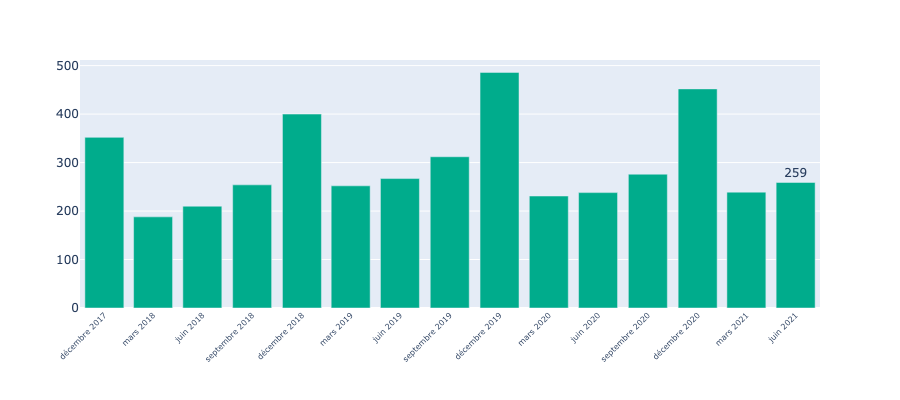 500
400
300
200
100
0
259
décembre 2017
mars 2018
juin 2018
septembre 2018
décembre 2018
mars 2019
juin 2019
septembre 2019
décembre 2019
mars 2020
juin 2020
septembre 2020
décembre 2020
mars 2021
juin 2021